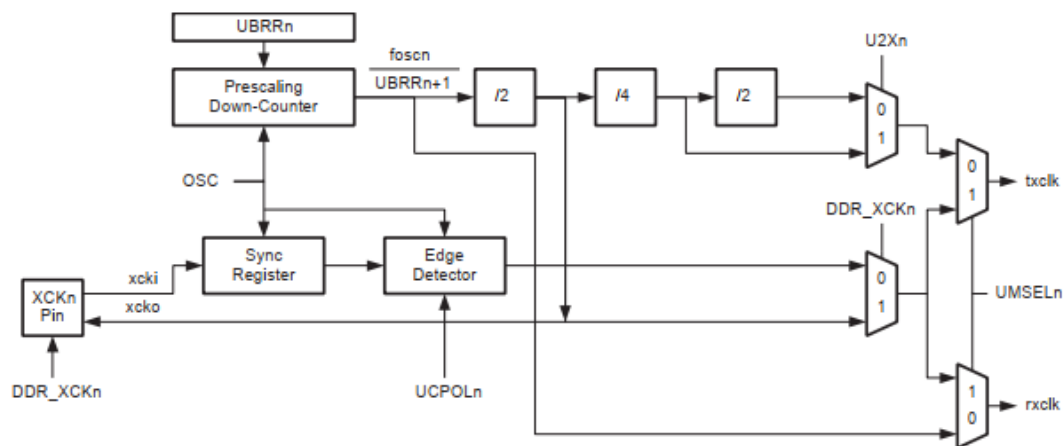 UBRRn
foscn
UBRRn+1
U2Xn
Prescaling
Down-Counter
/2
/4
/2
0
1
OSC
0
1
txclk
DDR_XCKn
Sync
Register
Edge
Detector
xcki
0
1
UMSELn
XCKn
Pin
xcko
DDR_XCKn
UCPOLn
1
0
rxclk